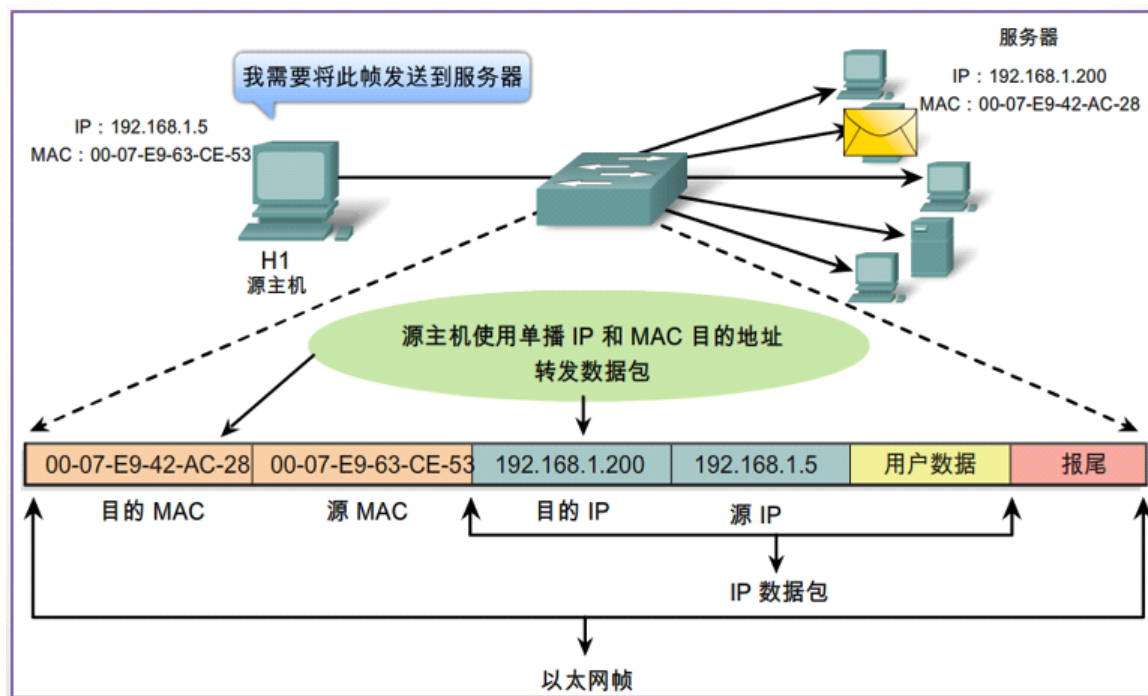 服务器
我需要将此帧发送到服务器
IP：192.168.1.200
MAC：00-07-E9-42-AC-28
IP：192.168.1.5
MAC：00-07-E9-63-CE-53
H1
源主机
源主机使用单播 IP 和 MAC 目的地址
转发数据包
00-07-E9-42-AC-28 00-07-E9-63-CE-53 192.168.1.200 192.168.1.5 用户数据 报尾
目的 MAC 源 MAC 目的 IP 源 IP
IP 数据包
以太网帧